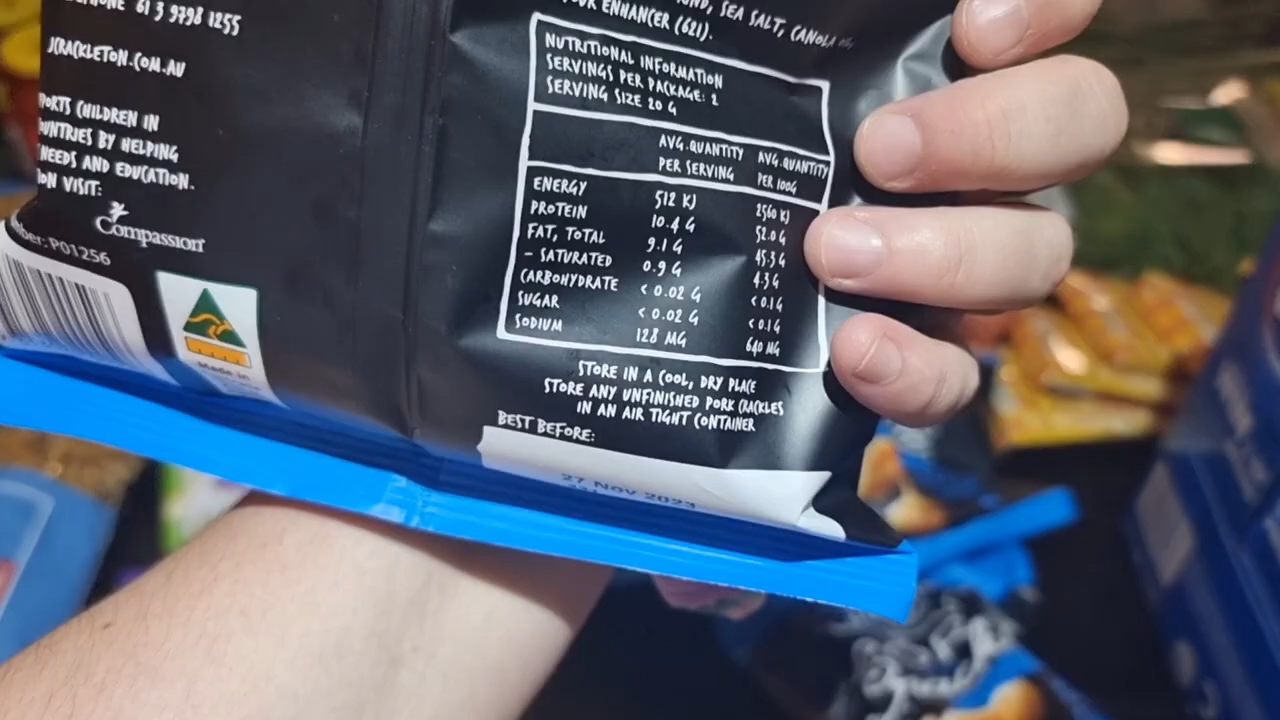 61 3 9798 1255
JCRACKLETON.COM.AU
CHILDREN IN
BY HELPING
NEEDS AND EDUCATION.
VISIT:
Compassion
P01256
Made in
SEA SALT, CANOLA
ENHANCER (621).
NUTRITIONAL INFORMATION
SERVINGS PER PACKAGE: 2
SERVING SIZE 20 G
AVG.QUANTITY PER SERVING AVG.QUANTITY PER 100G
ENERGY 512 KJ 2560 KJ
PROTEIN 10.4 G 52.0 G
FAT, TOTAL 9.1 G 45.3 G
- SATURATED 0.9 G 4.3 G
CARBOHYDRATE < 0.02 G < 0.1 G
SUGAR < 0.02 G < 0.1 G
SODIUM 128 MG 640 MG
STORE IN A COOL, DRY PLACE
STORE ANY UNFINISHED PORK CRACKLES
IN AN AIR TIGHT CONTAINER
BEST BEFORE:
27 NOV 2023